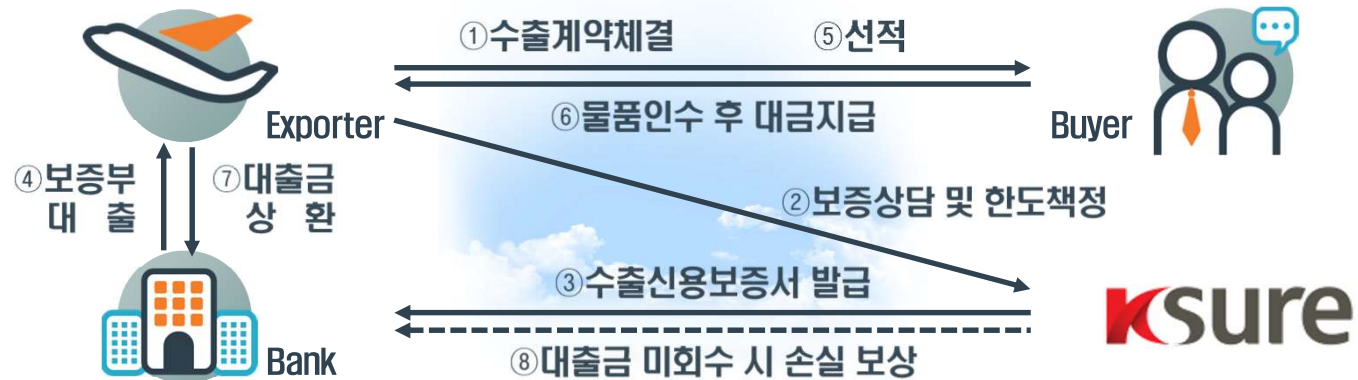 ①수출계약체결 ⑤선적
⑥물품인수 후 대금지급
Exporter
Buyer
④보증부
대 출
⑦대출금
상 환
②보증상담 및 한도책정
③수출신용보증서 발급
ksure
Bank
⑧대출금 미회수 시 손실 보상